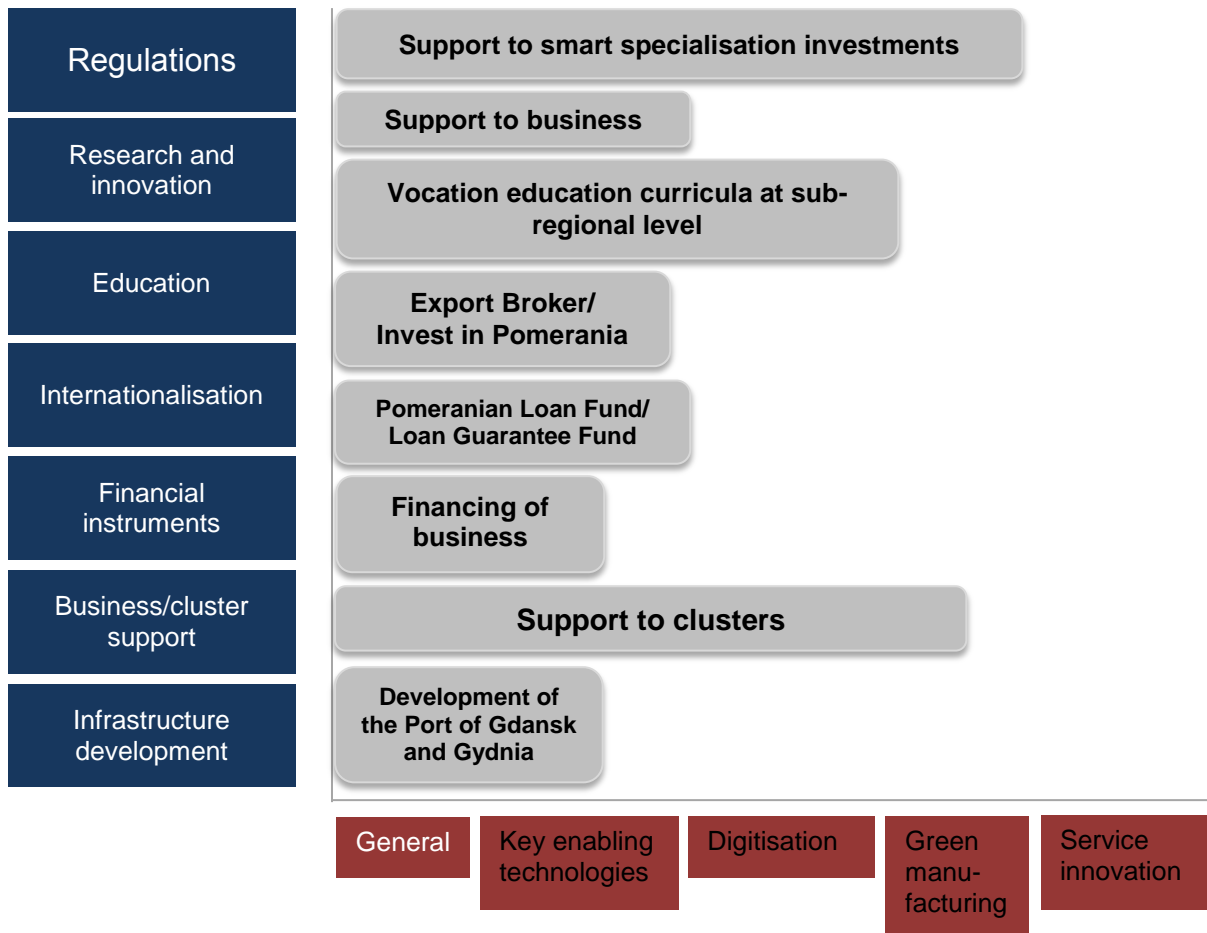 Regulations
Research and
innovation
Education
Internationalisation
Financial
instruments
Business/cluster
support
Infrastructure
development
Support to smart specialisation investments
Support to business
Vocation education curricula at sub-
regional level
Export Broker/
Invest in Pomerania
Pomeranian Loan Fund/
Loan Guarantee Fund
Financing of
business
Support to clusters
Development of
the Port of Gdansk
and Gydnia
General
Key enabling
technologies
Digitisation
Green
manu-
facturing
Service
innovation